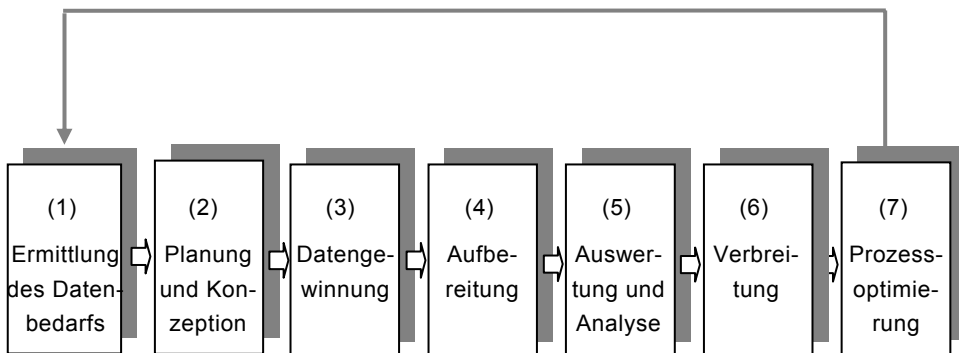 (1)
Ermittlung
des Daten-
bedarfs
(2)
Planung
und Kon-
zeption
(3)
Datenge-
winnung
(4)
Aufbe-
reitung
(5)
Auswer-
tung und
Analyse
(6)
Verbrei-
tung
(7)
Prozess-
optimie-
rung